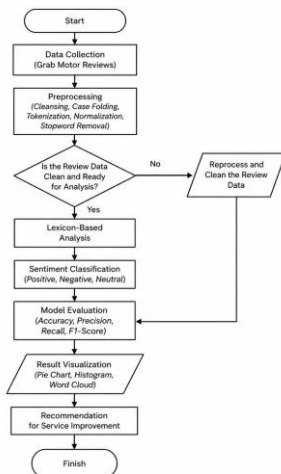 Start
Data Collection
(Grab Motor Reviews)
Preprocessing
(Cleansing, Case Folding,
Tokenization, Normalization,
Stopword Removal)
Is the Review Data
Clean and Ready
for Analysis?
No
Reprocess and
Clean the Review
Data
Yes
Lexicon-Based
Analysis
Sentiment Classification
(Positive, Negative, Neutral)
Model Evaluation
(Accuracy, Precision,
Recall, F1-Score)
Result Visualization
(Pie Chart, Histogram,
Word Cloud)
Recommendation
for Service Improvement
Finish